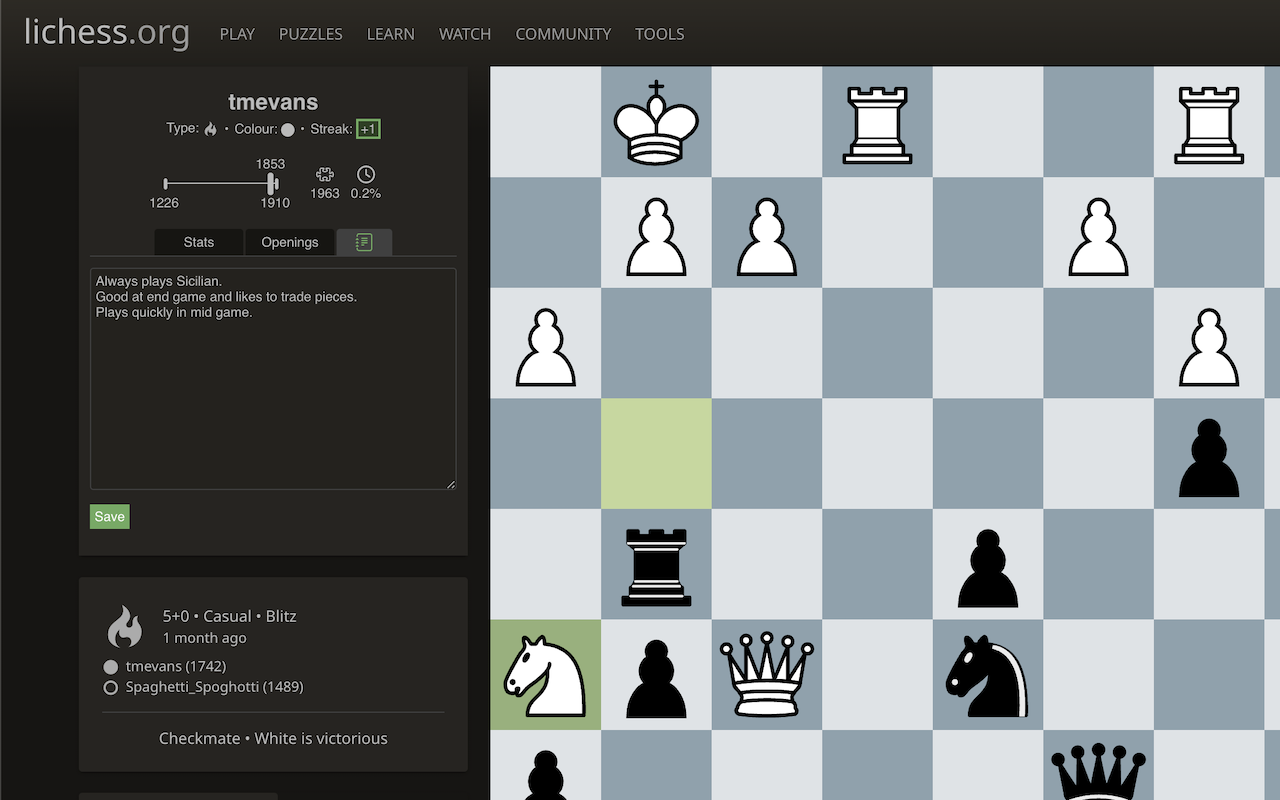 lichess.org PLAY PUZZLES LEARN WATCH COMMUNITY TOOLS
tmevans
Type: • Colour: • Streak: +1
1853
1226 1910 1963 0.2%
Stats Openings
Always plays Sicilian.
Good at end game and likes to trade pieces.
Plays quickly in mid game.
Save
5+0 • Casual • Blitz
1 month ago
tmevans (1742)
Spaghetti_Spoghotti (1489)
Checkmate • White is victorious